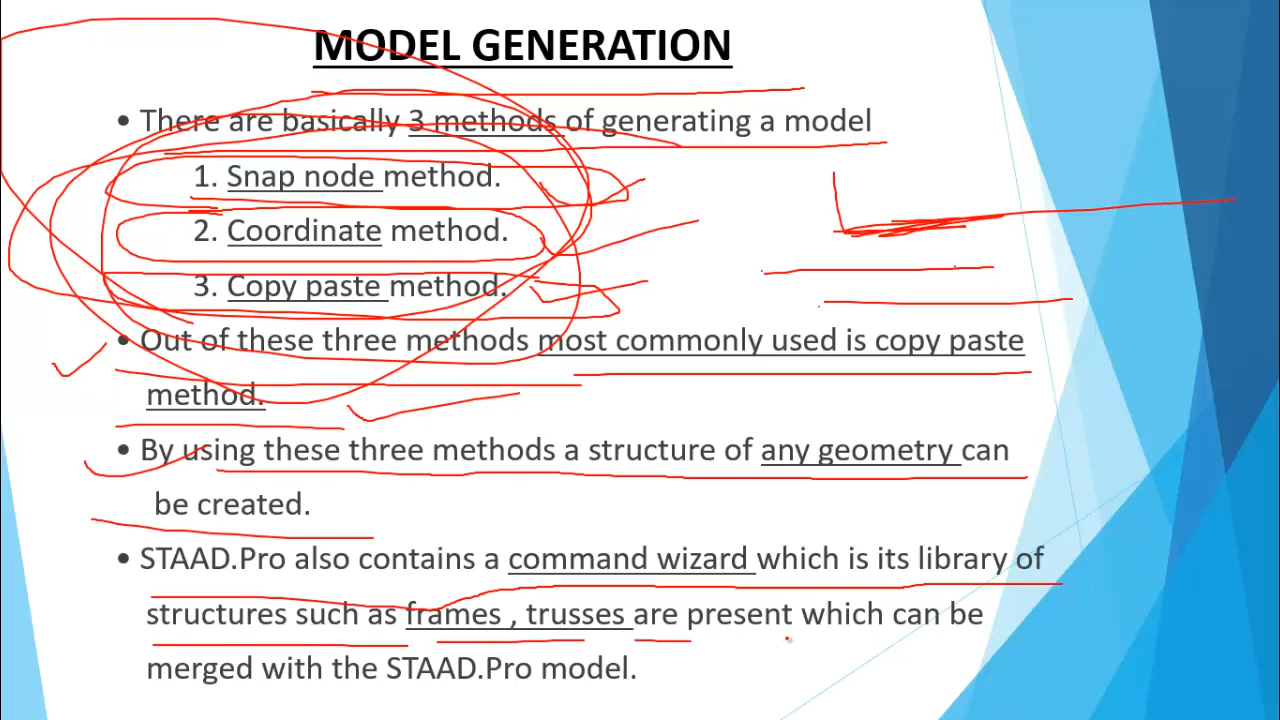 MODEL GENERATION
• There are basically 3 methods of generating a model
1. Snap node method.
2. Coordinate method.
3. Copy paste method.
• Out of these three methods most commonly used is copy paste
method.
• By using these three methods a structure of any geometry can
be created.
• STAAD.Pro also contains a command wizard which is its library of
structures such as frames , trusses are present which can be
merged with the STAAD.Pro model.